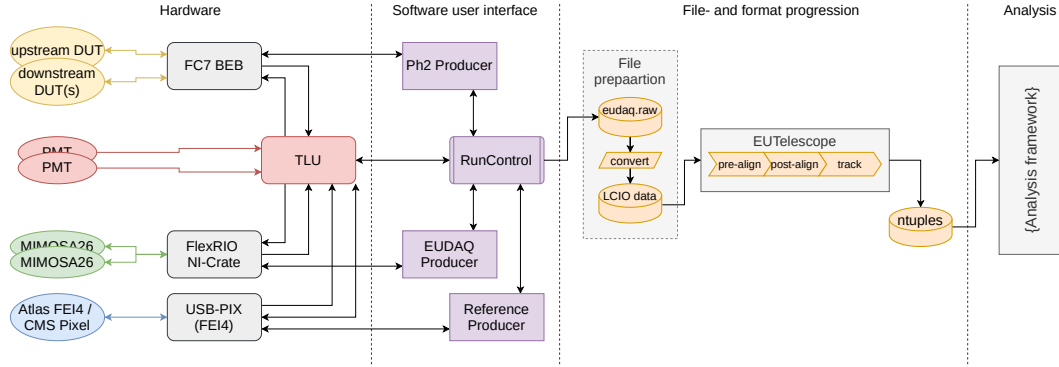 Hardware
Software user interface
File- and format progression
Analysis
upstream DUT
downstream
DUT(s)
FC7 BEB
Ph2 Producer
File
prepaartion
eudaq.raw
convert
LCIO data
PMT
PMT
TLU
RunControl
EUTelescope
pre-align
post-align
track
ntuples
{Analysis framework}
MIMOSA26
MIMOSA26
FlexRIO
NI-Crate
EUDAQ
Producer
Atlas FEI4 /
CMS Pixel
USB-PIX
(FEI4)
Reference
Producer